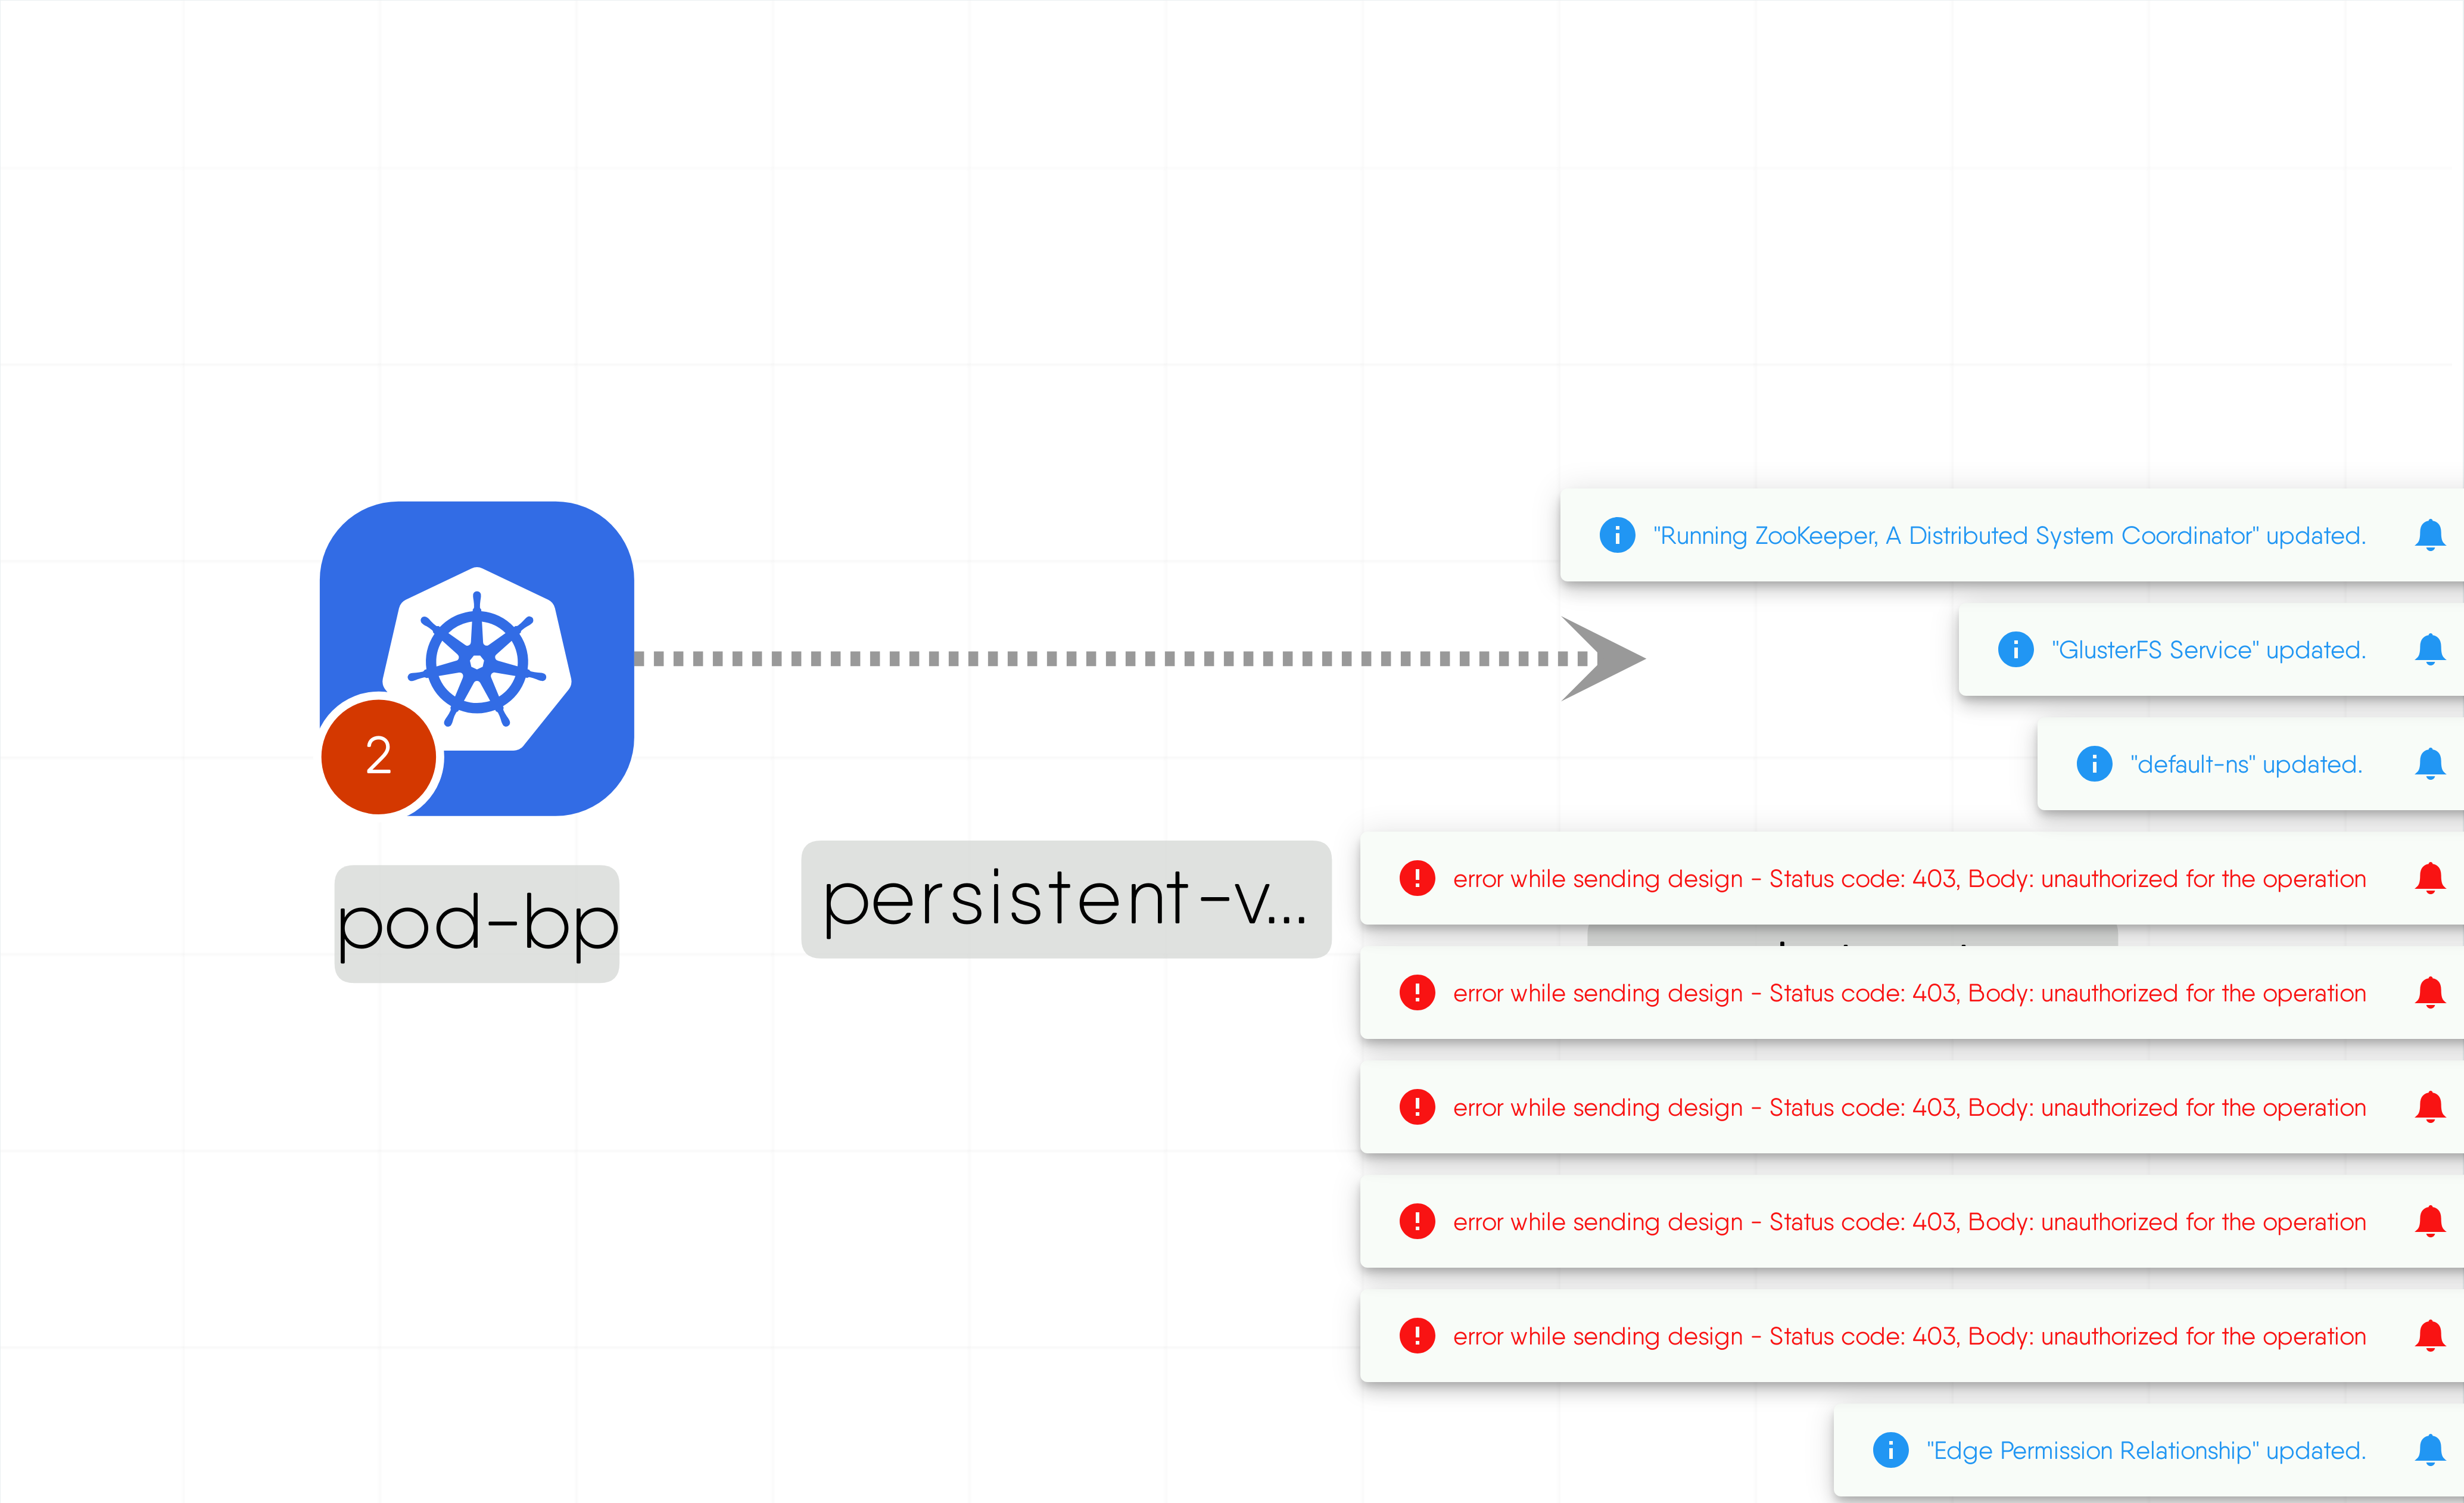 "Running ZooKeeper, A Distributed System Coordinator" updated.
"GlusterFS Service" updated.
2
"default-ns" updated.
pod-bp
persistent-v...
error while sending design - Status code: 403, Body: unauthorized for the operation
error while sending design - Status code: 403, Body: unauthorized for the operation
error while sending design - Status code: 403, Body: unauthorized for the operation
error while sending design - Status code: 403, Body: unauthorized for the operation
error while sending design - Status code: 403, Body: unauthorized for the operation
"Edge Permission Relationship" updated.